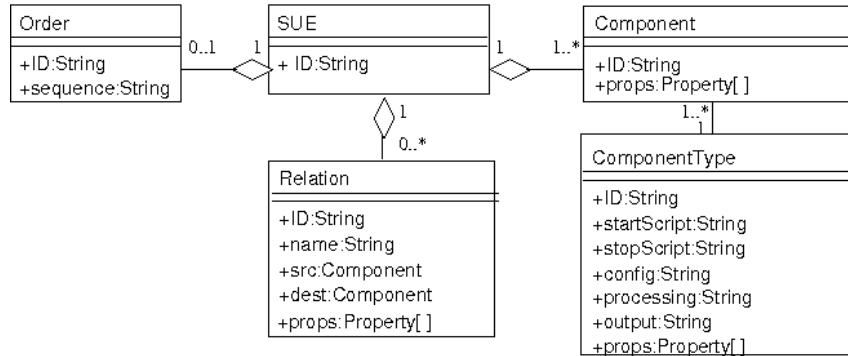 Order
+ID:String
+sequence:String
0..1
1
SUE
+ ID:String
1
1..*
Component
+ID:String
+props:Property[ ]
1
0..*
1..*
1
Relation
+ID:String
+name:String
+src:Component
+dest:Component
+props:Property[ ]
ComponentType
+ID:String
+startScript:String
+stopScript:String
+config:String
+processing:String
+output:String
+props:Property[ ]